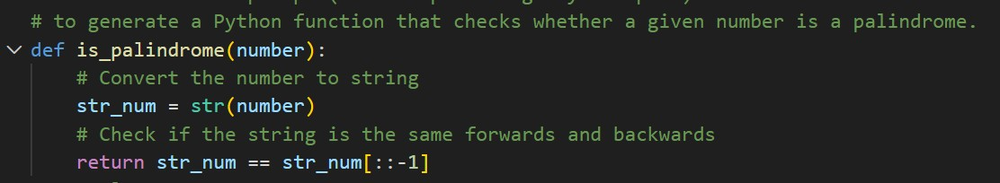 # to generate a Python function that checks whether a given number is a palindrome.
def is_palindrome(number):
    # Convert the number to string
    str_num = str(number)
    # Check if the string is the same forwards and backwards
    return str_num == str_num[::-1]